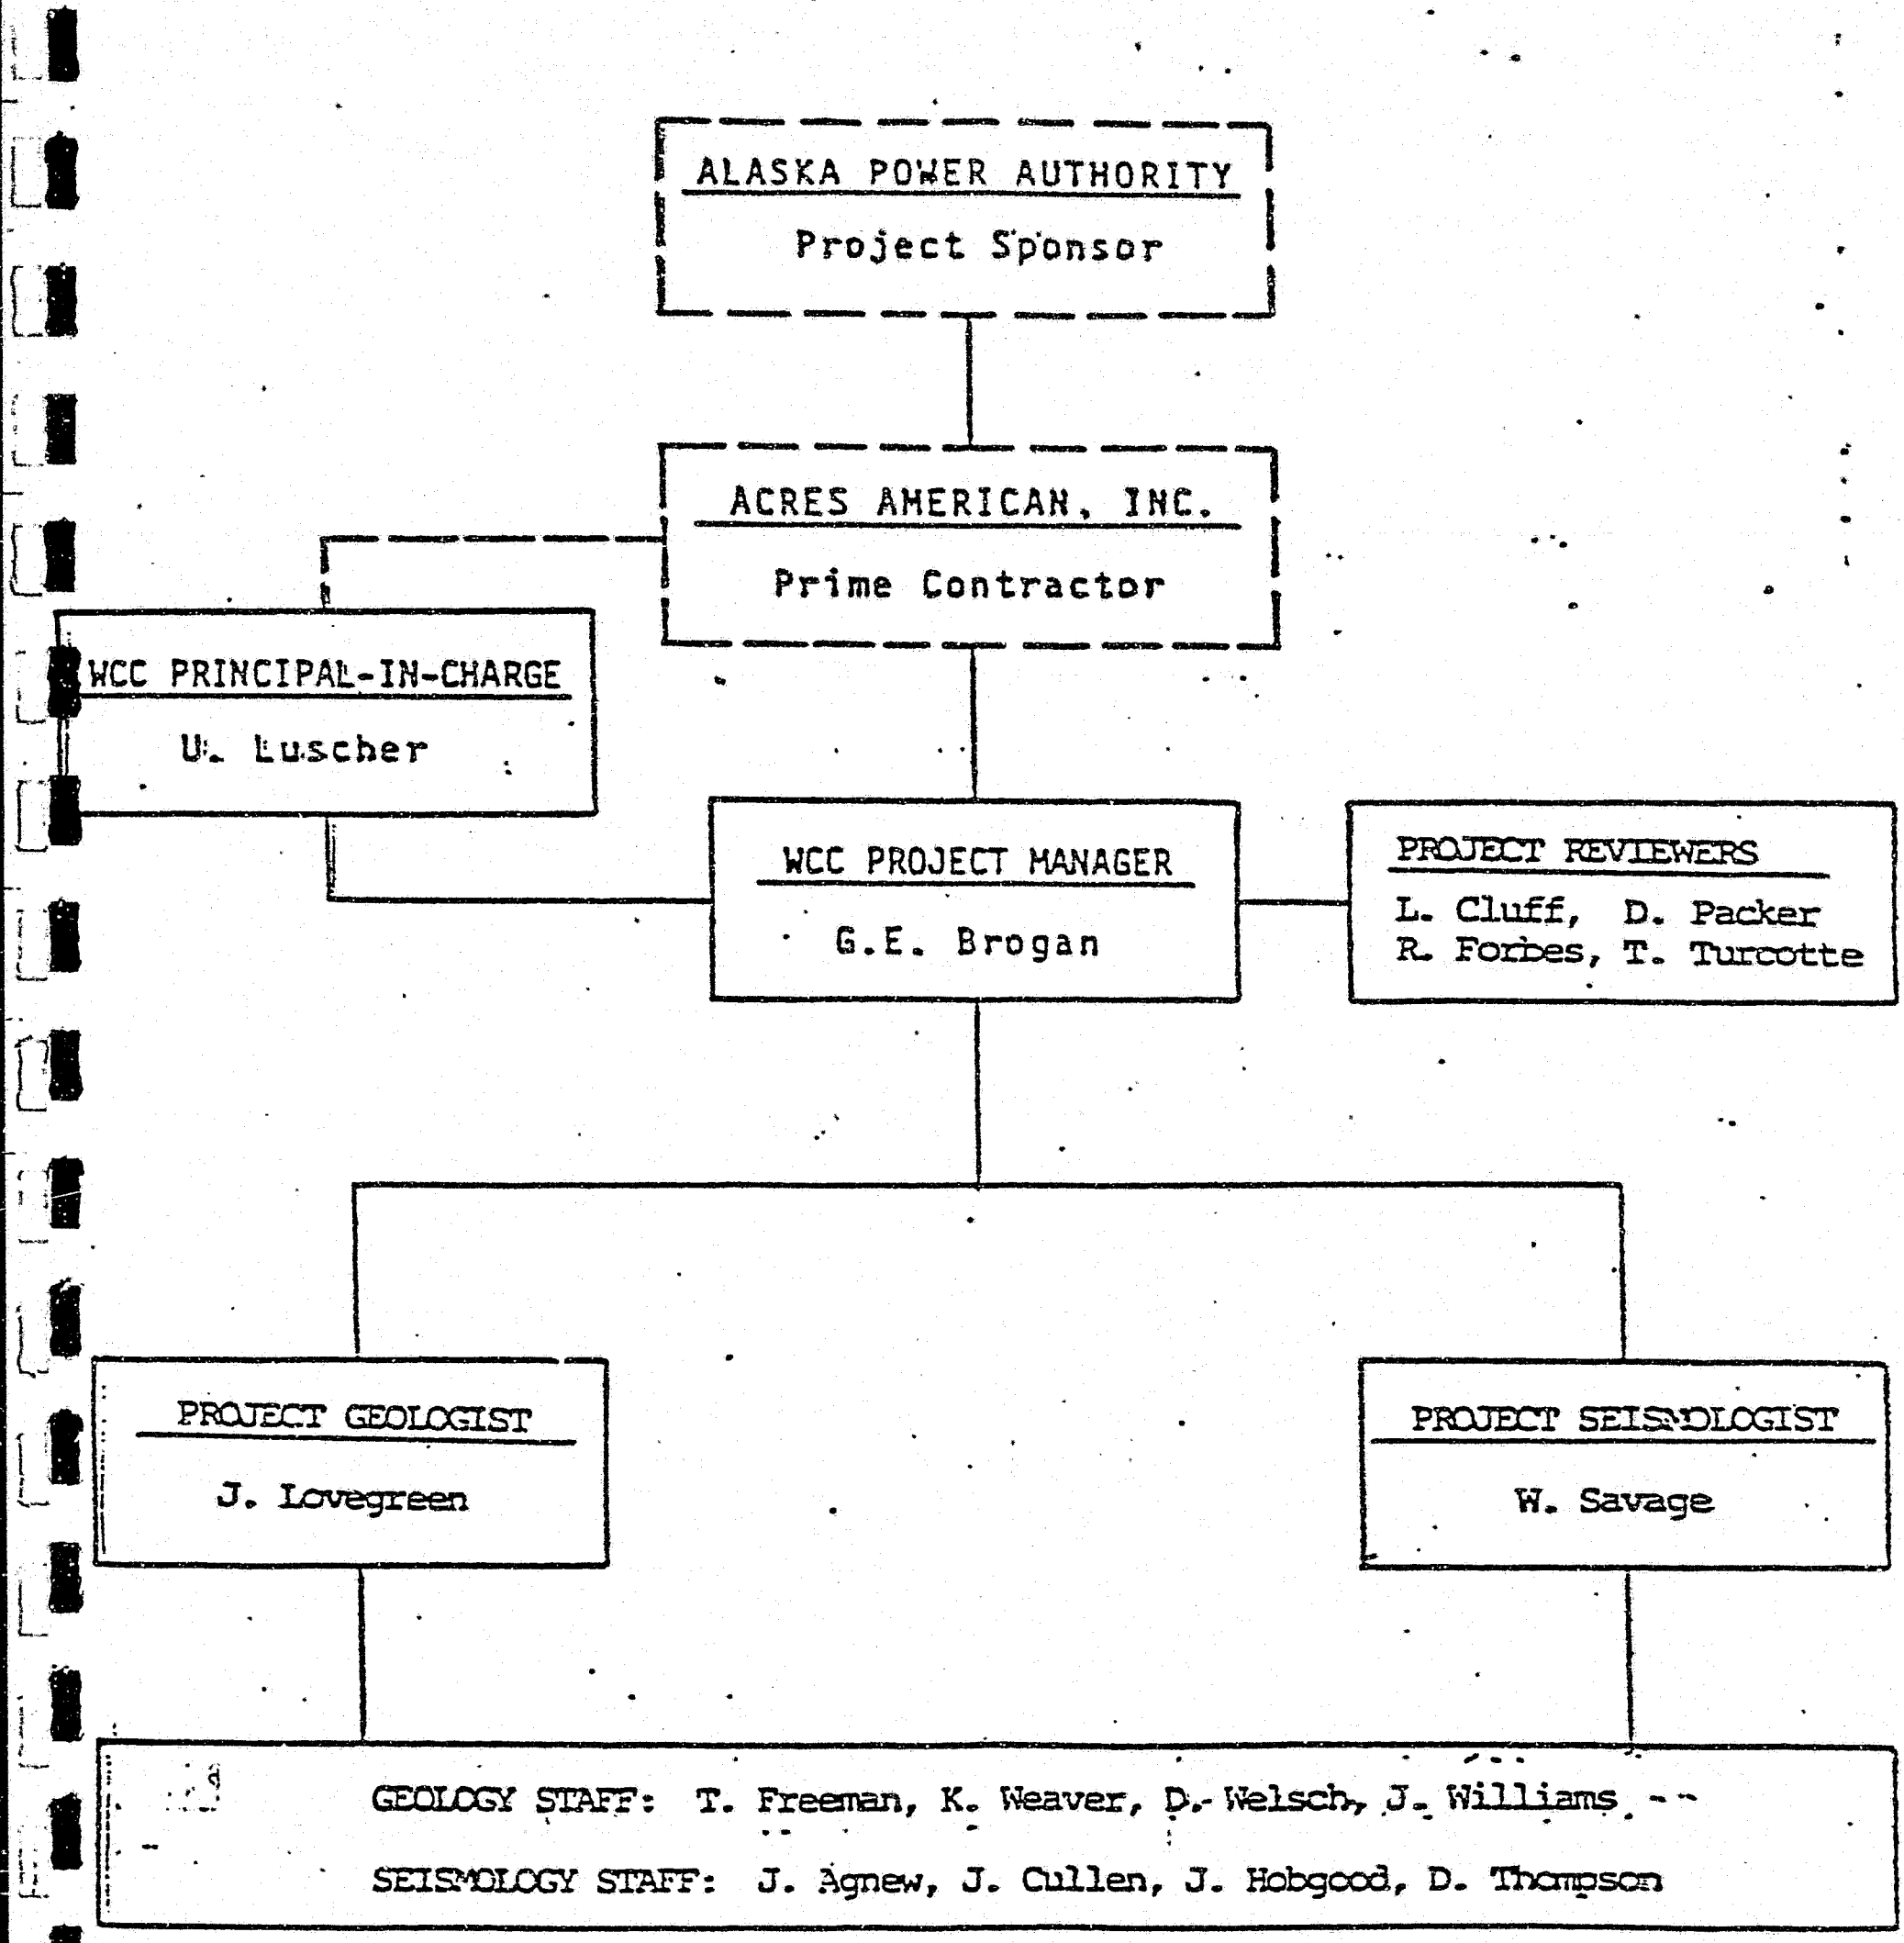 ALASKA POWER AUTHORITY
Project Sponsor
ACRES AMERICAN, INC.
Prime Contractor
WCC PRINCIPAL-IN-CHARGE
U. Luscher
WCC PROJECT MANAGER
G.E. Brogan
PROJECT REVIEWERS
L. Cluff, D. Packer
R. Forbes, T. Turcotte
PROJECT GEOLOGIST
J. Lovegreen
PROJECT SEISMOLOGIST
W. Savage
GEOLOGY STAFF: T. Freeman, K. Weaver, D. Welsch, J. Williams
SEISMOLOGY STAFF: J. Agnew, J. Cullen, J. Hobgood, D. Thompson